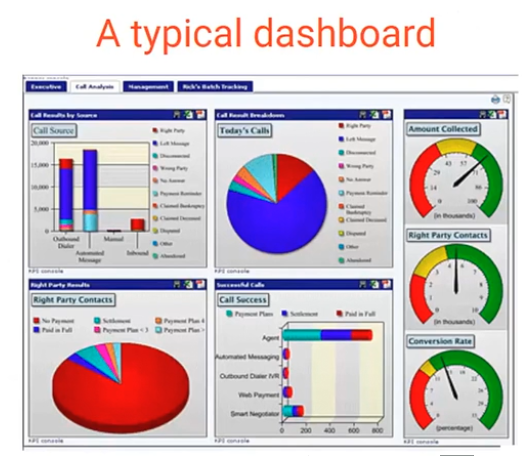 A typical dashboard
Executive Call Analysis Management Rick's Batch Tracking
Call Results by Source
Call Source
20,000
15,000
10,000
5,000
0
Outbound Dialer
Automated Message
Manual
Inbound
Right Party
Left Message
Disconnected
Wrong Party
No Answer
Payment Reminder
Claimed Bankruptcy
Claimed Deceased
Disputed
Other
Abandoned
KPI console
Call Result Breakdown
Today's Calls
Right Party
Left Message
Disconnected
Wrong Party
No Answer
Payment Reminder
Claimed
Bankruptcy
Claimed Deceased
Disputed
Other
Abandoned
KPI console
Amount Collected
14 29 43 57 86
0 100
(in thousands)
Right Party Contacts
(in thousands)
Conversion Rate
(percentage)
KPI console
Right Party Results
Right Party Contacts
No Payment Settlement Payment Plan 4
Paid in Full Payment Plan < 3 Payment Plan >
KPI console
Successful Calls
Call Success
Payment Plans Settlement Paid in Full
Agent
Automated Messaging
Outbound Dialer IVR
Web Payment
Smart Negotiator
0 200 400 600 800
KPI console